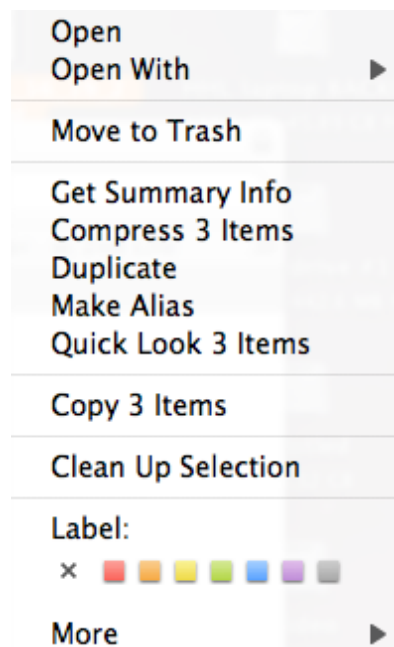 Open
Open With
Move to Trash
Get Summary Info
Compress 3 Items
Duplicate
Make Alias
Quick Look 3 Items
Copy 3 Items
Clean Up Selection
Label:
More